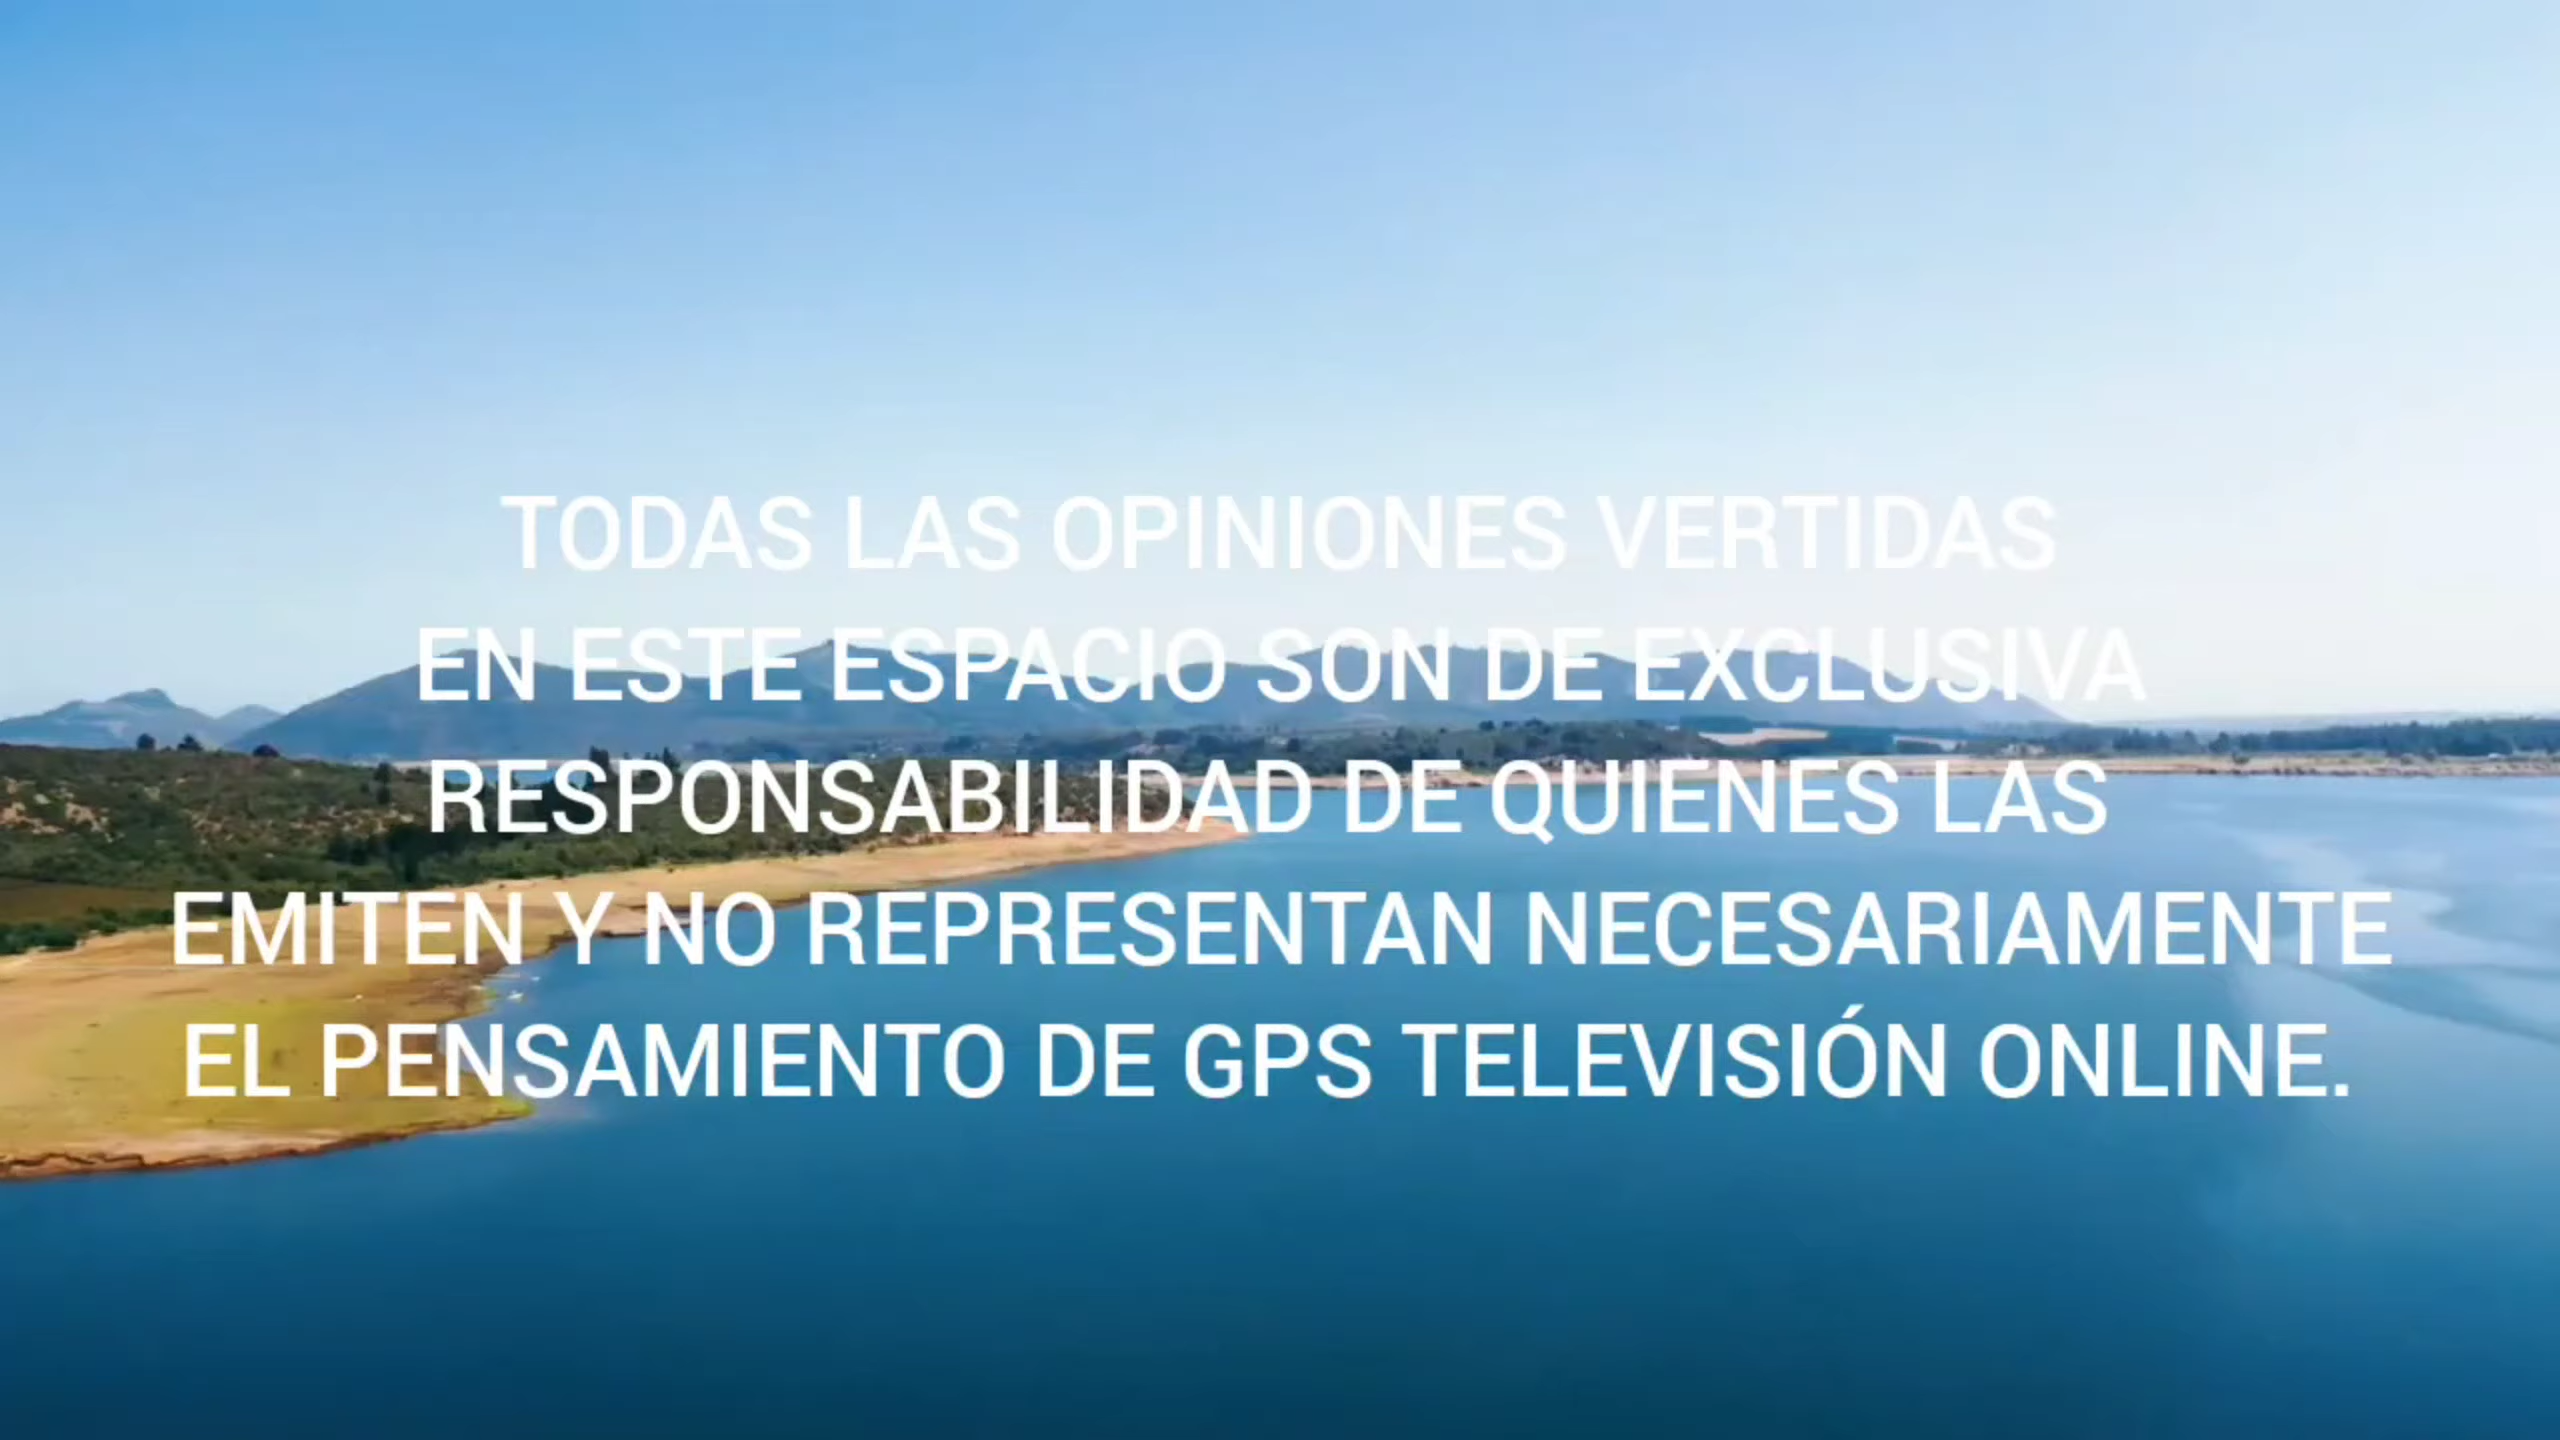 TODAS LAS OPINIONES VERTIDAS
EN ESTE ESPACIO SON DE EXCLUSIVA
RESPONSABILIDAD DE QUIENES LAS
EMITEN Y NO REPRESENTAN NECESARIAMENTE
EL PENSAMIENTO DE GPS TELEVISIÓN ONLINE.